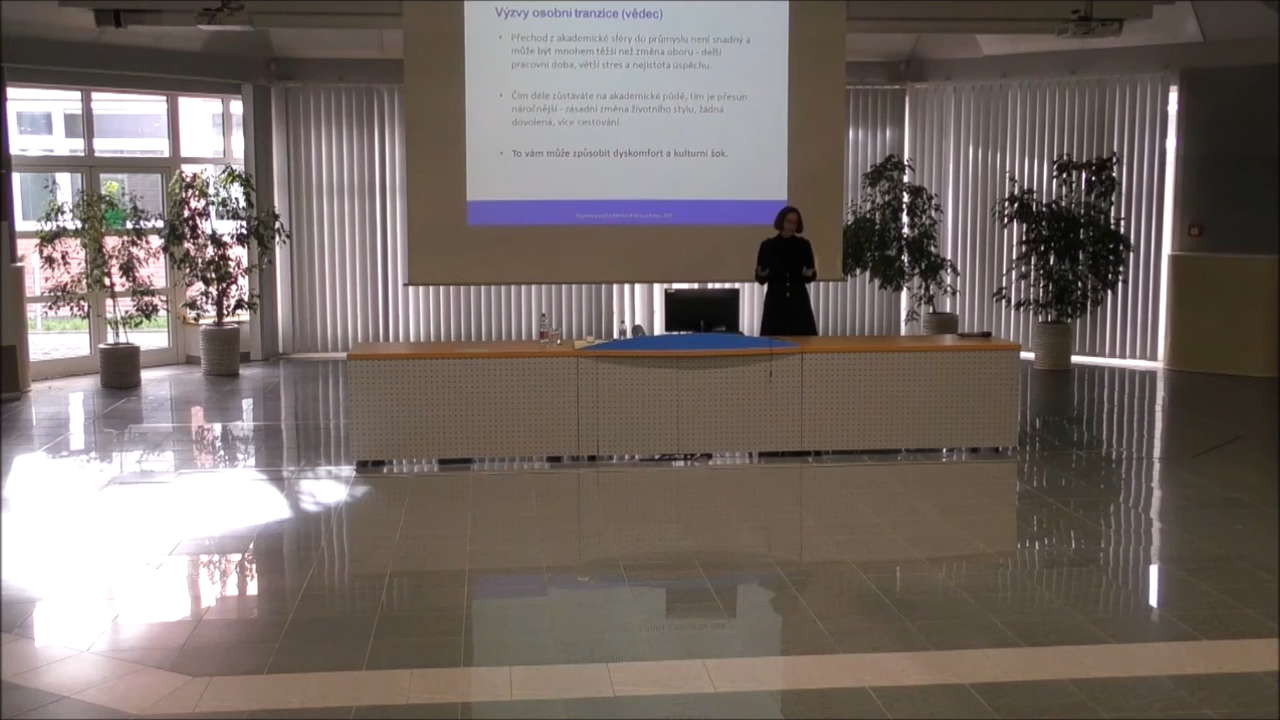 Výzvy osobní tranzice (vědec)
• Přechod z akademické sféry do průmyslu není snadný a
může být mnohem těžší než změna oboru - delší
pracovní doba, větší stres a nejistota úspěchu.
• Čím déle zůstáváte na akademické půdě, tím je přesun
náročnější - zásadní změna životního stylu, žádná
dovolená, více cestování.
• To vám může způsobit dyskomfort a kulturní šok.